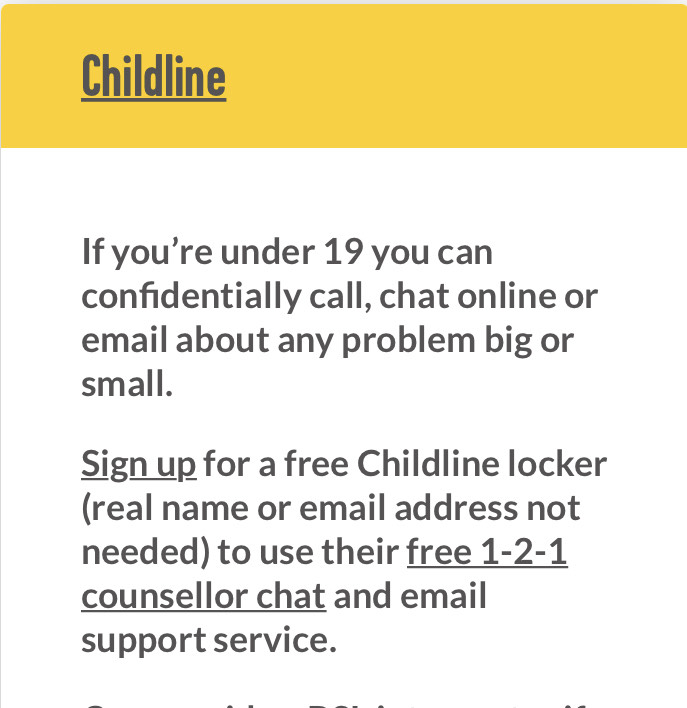 Childline
If you’re under 19 you can
confidentially call, chat online or
email about any problem big or
small.
Sign up for a free Childline locker
(real name or email address not
needed) to use their free 1-2-1
counsellor chat and email
support service.